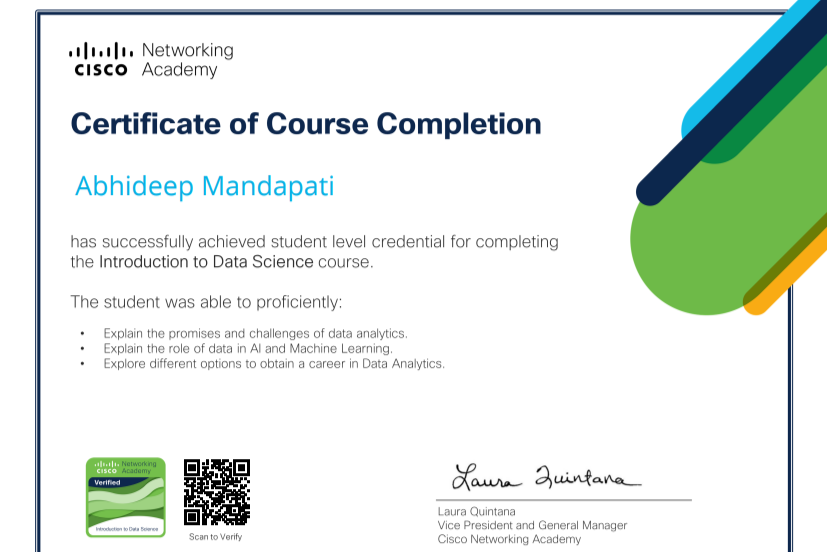 Networking
CISCO Academy
Certificate of Course Completion
Abhideep Mandapati
has successfully achieved student level credential for completing
the Introduction to Data Science course.
The student was able to proficiently:
• Explain the promises and challenges of data analytics.
• Explain the role of data in AI and Machine Learning.
• Explore different options to obtain a career in Data Analytics.
Networking
CISCO Academy
Verified
Introduction to Data Science
Scan to Verify
Laura Quintana
Laura Quintana
Vice President and General Manager
Cisco Networking Academy